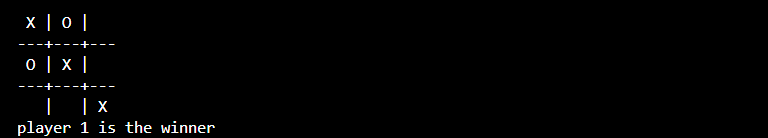 X | O |
---+---+---
 O | X |
---+---+---
   |   | X
player 1 is the winner